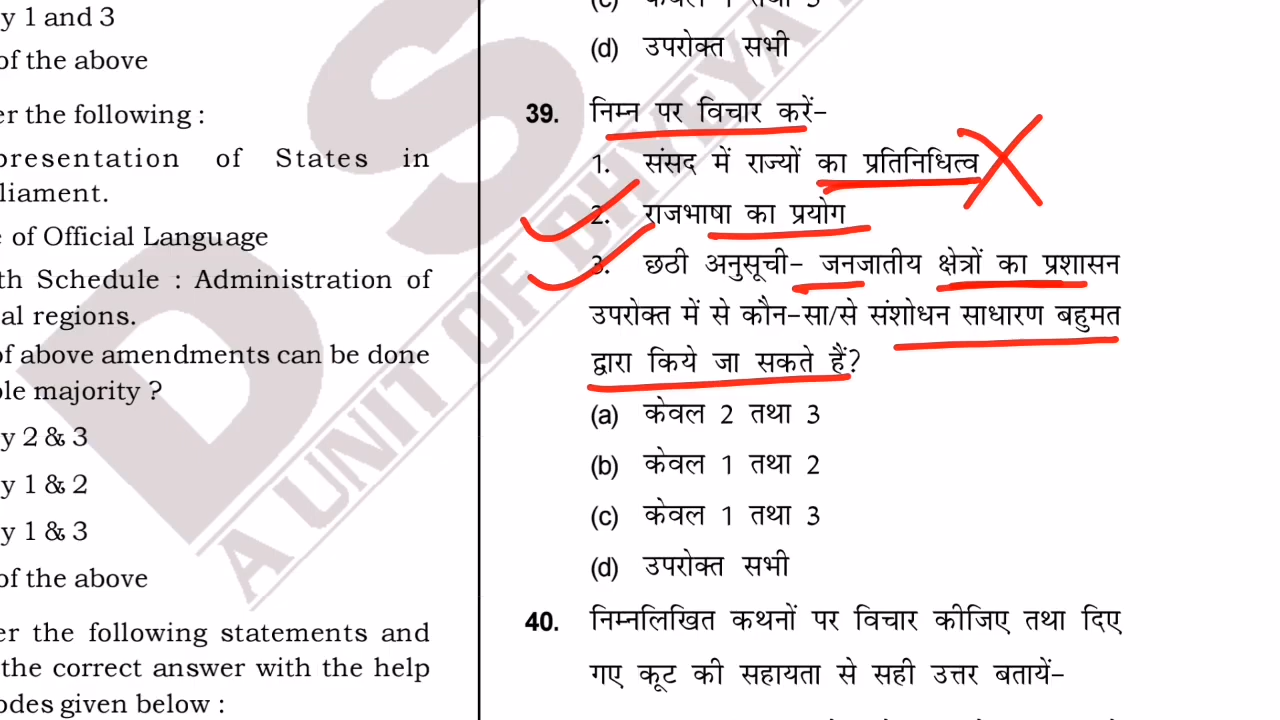 y 1 and 3
of the above
er the following :
presentation of States in
liament.
e of Official Language
th Schedule : Administration of
al regions.
of above amendments can be done
ple majority ?
y 2 & 3
y 1 & 2
y 1 & 3
of the above
er the following statements and
the correct answer with the help
odes given below :
(d) उपरोक्त सभी
39. निम्न पर विचार करें-
1. संसद में राज्यों का प्रतिनिधित्व
2. राजभाषा का प्रयोग
3. छठी अनुसूची- जनजातीय क्षेत्रों का प्रशासन
उपरोक्त में से कौन-सा/से संशोधन साधारण बहुमत
द्वारा किये जा सकते हैं?
(a) केवल 2 तथा 3
(b) केवल 1 तथा 2
(c) केवल 1 तथा 3
(d) उपरोक्त सभी
40. निम्नलिखित कथनों पर विचार कीजिए तथा दिए
गए कूट की सहायता से सही उत्तर बतायें-
A UNIT OF DHYEYA